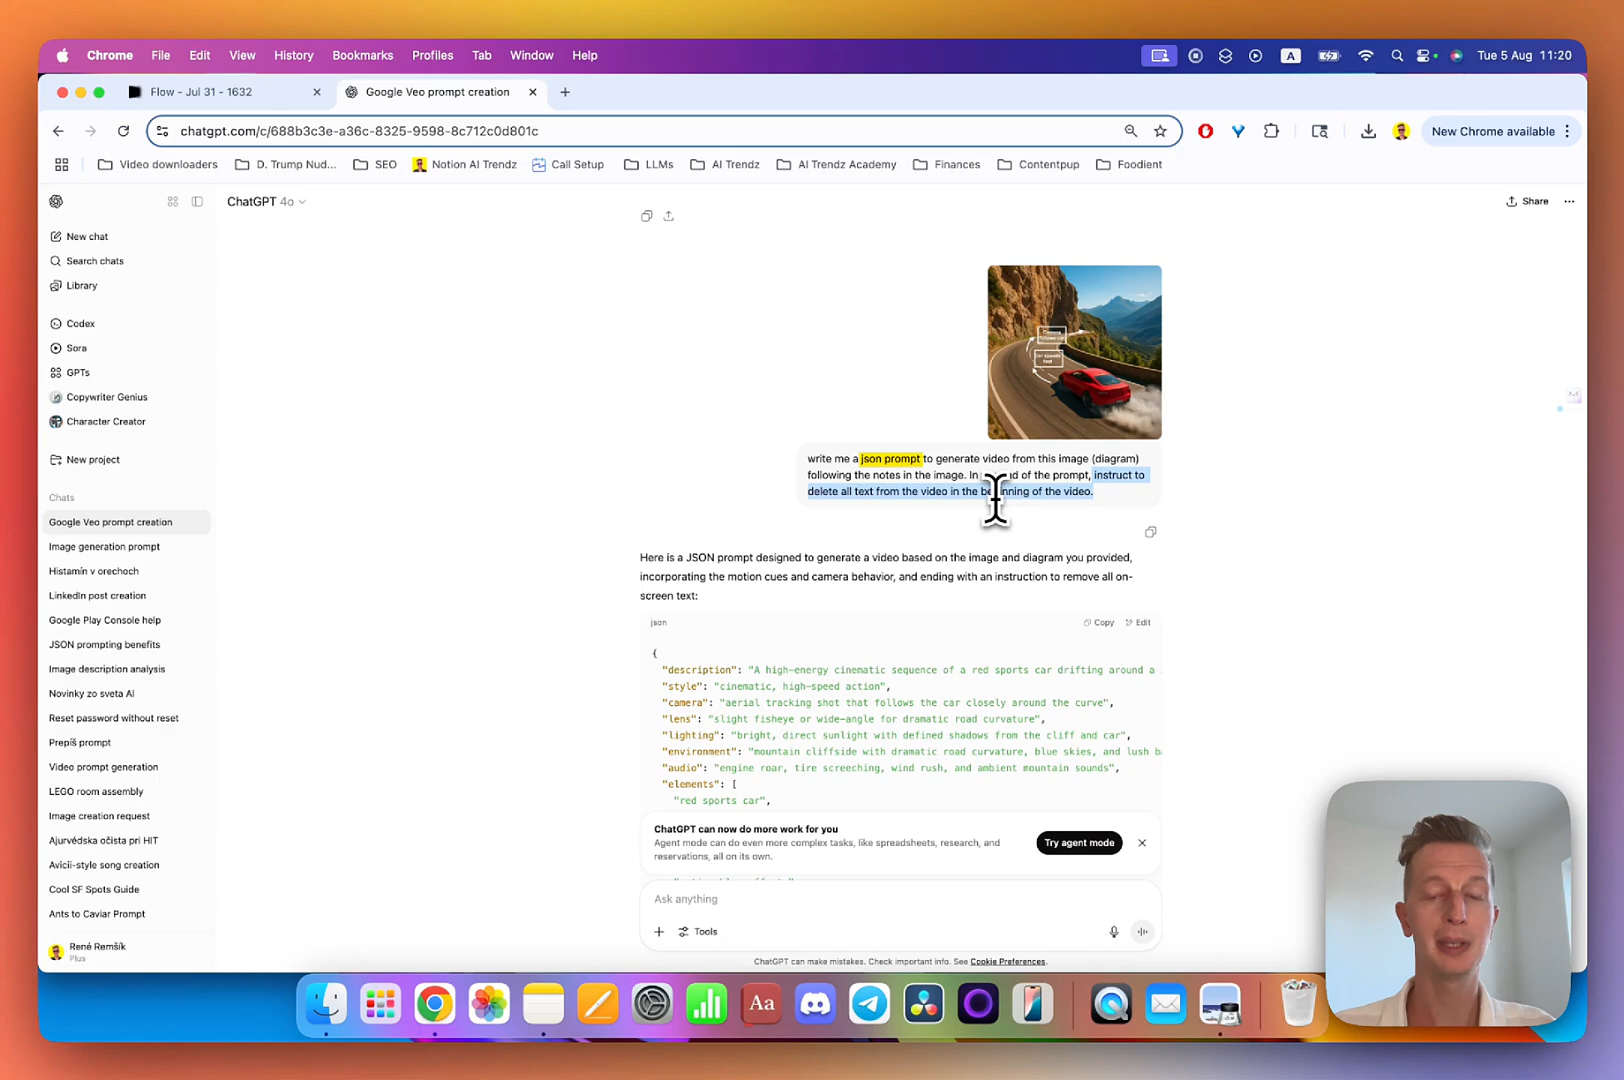 Chrome File Edit View History Bookmarks Profiles Tab Window Help
A
Tue 5 Aug 11:20
Flow - Jul 31 - 1632
Google Veo prompt creation
chatgpt.com/c/688b3c3e-a36c-8325-9598-8c712c0d801c
New Chrome available
Video downloaders
D. Trump Nud...
SEO
Notion AI Trendz
Call Setup
LLMs
AI Trendz
AI Trendz Academy
Finances
Contentpup
Foodient
ChatGPT 4o
Share
New chat
Search chats
Library
Codex
Sora
GPTs
Copywriter Genius
Character Creator
New project
Chats
Google Veo prompt creation
Image generation prompt
Histamín v orechoch
LinkedIn post creation
Google Play Console help
JSON prompting benefits
Image description analysis
Novinky zo sveta AI
Reset password without reset
Prepíš prompt
Video prompt generation
LEGO room assembly
Image creation request
Ajurvédska očista pri HIT
Avicii-style song creation
Cool SF Spots Guide
Ants to Caviar Prompt
René Remšík
Plus
write me a json prompt to generate video from this image (diagram)
following the notes in the image. In of the prompt, instruct to
delete all text from the video in the beginning of the video.
Here is a JSON prompt designed to generate a video based on the image and diagram you provided,
incorporating the motion cues and camera behavior, and ending with an instruction to remove all on-
screen text:
json
Copy
Edit
{
"description": "A high-energy cinematic sequence of a red sports car drifting around a
"style": "cinematic, high-speed action",
"camera": "aerial tracking shot that follows the car closely around the curve",
"lens": "slight fisheye or wide-angle for dramatic road curvature",
"lighting": "bright, direct sunlight with defined shadows from the cliff and car",
"environment": "mountain cliffside with dramatic road curvature, blue skies, and lush
"audio": "engine roar, tire screeching, wind rush, and ambient mountain sounds",
"elements": [
"red sports car",
ChatGPT can now do more work for you
Agent mode can do even more complex tasks, like spreadsheets, research, and
reservations, all on its own.
Try agent mode
Ask anything
Tools
ChatGPT can make mistakes. Check important info. See Cookie Preferences.
Aa